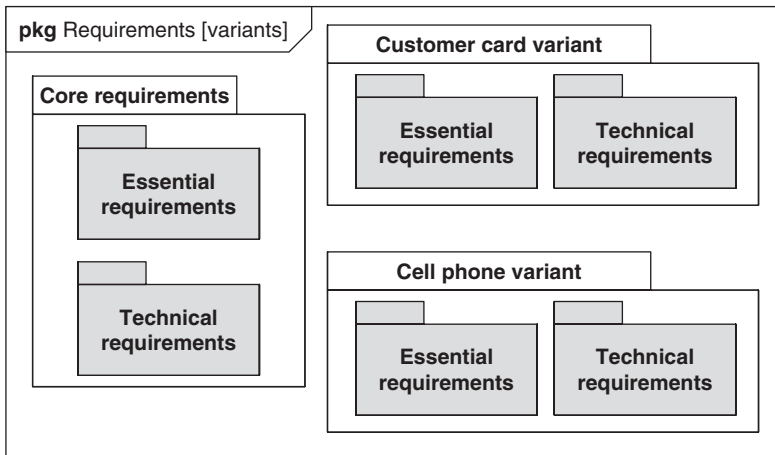 pkg Requirements [variants]
Core requirements
Essential
requirements
Technical
requirements
Customer card variant
Essential
requirements
Technical
requirements
Cell phone variant
Essential
requirements
Technical
requirements